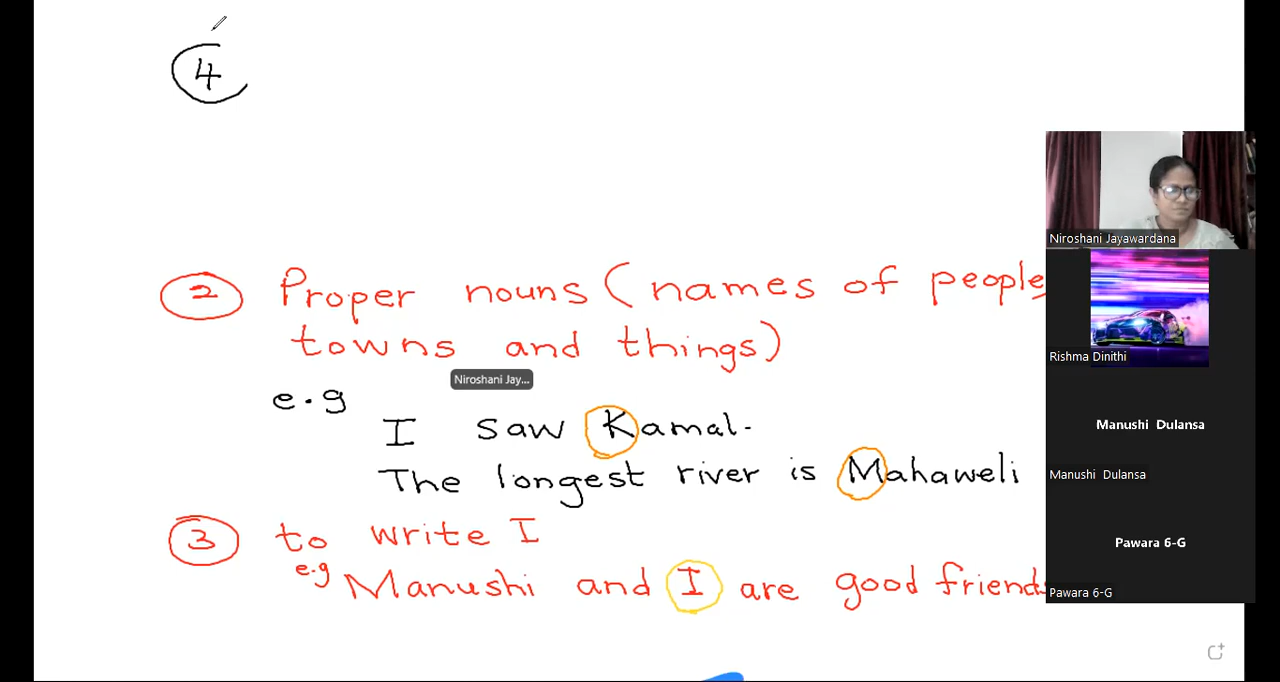 4
2 Proper nouns (names of people
towns and things)
Niroshani Jay...
e.g
I saw Kamal.
The longest river is Mahaweli
3 to write I
e.g Manushi and I are good friends
Niroshani Jayawardana
Rishma Dinithi
Manushi Dulansa
Manushi Dulansa
Pawara 6-G
Pawara 6-G